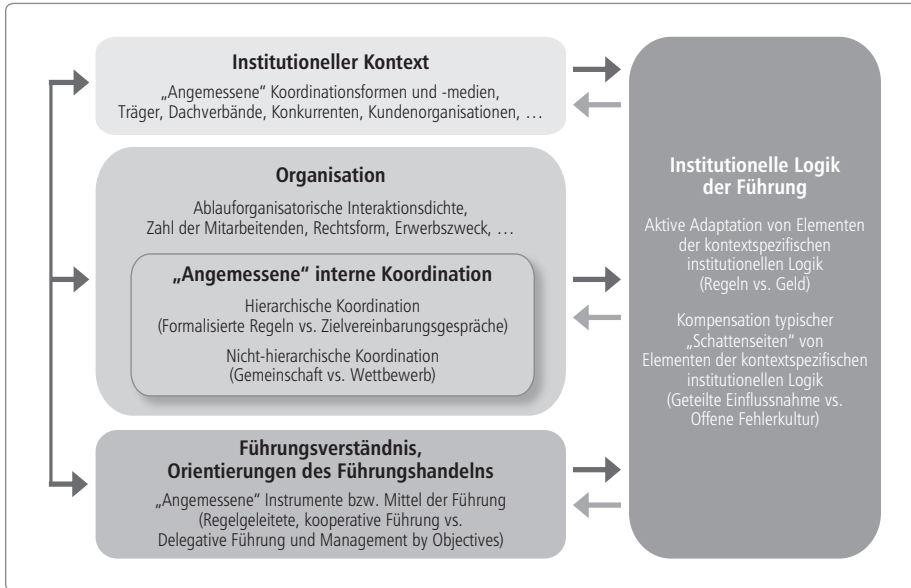 Institutioneller Kontext
„Angemessene“ Koordinationsformen und -medien,
Träger, Dachverbände, Konkurrenten, Kundenorganisationen, …
Organisation
Ablauforganisatorische Interaktionsdichte,
Zahl der Mitarbeitenden, Rechtsform, Erwerbszweck, …
„Angemessene“ interne Koordination
Hierarchische Koordination
(Formalisierte Regeln vs. Zielvereinbarungsgespräche)
Nicht-hierarchische Koordination
(Gemeinschaft vs. Wettbewerb)
Führungsverständnis,
Orientierungen des Führungshandelns
„Angemessene“ Instrumente bzw. Mittel der Führung
(Regelgeleitete, kooperative Führung vs.
Delegative Führung und Management by Objectives)
Institutionelle Logik
der Führung
Aktive Adaptation von Elementen
der kontextspezifischen
institutionellen Logik
(Regeln vs. Geld)
Kompensation typischer
„Schattenseiten“ von
Elementen der kontextspezifischen
institutionellen Logik
(Geteilte Einflussnahme vs.
Offene Fehlerkultur)